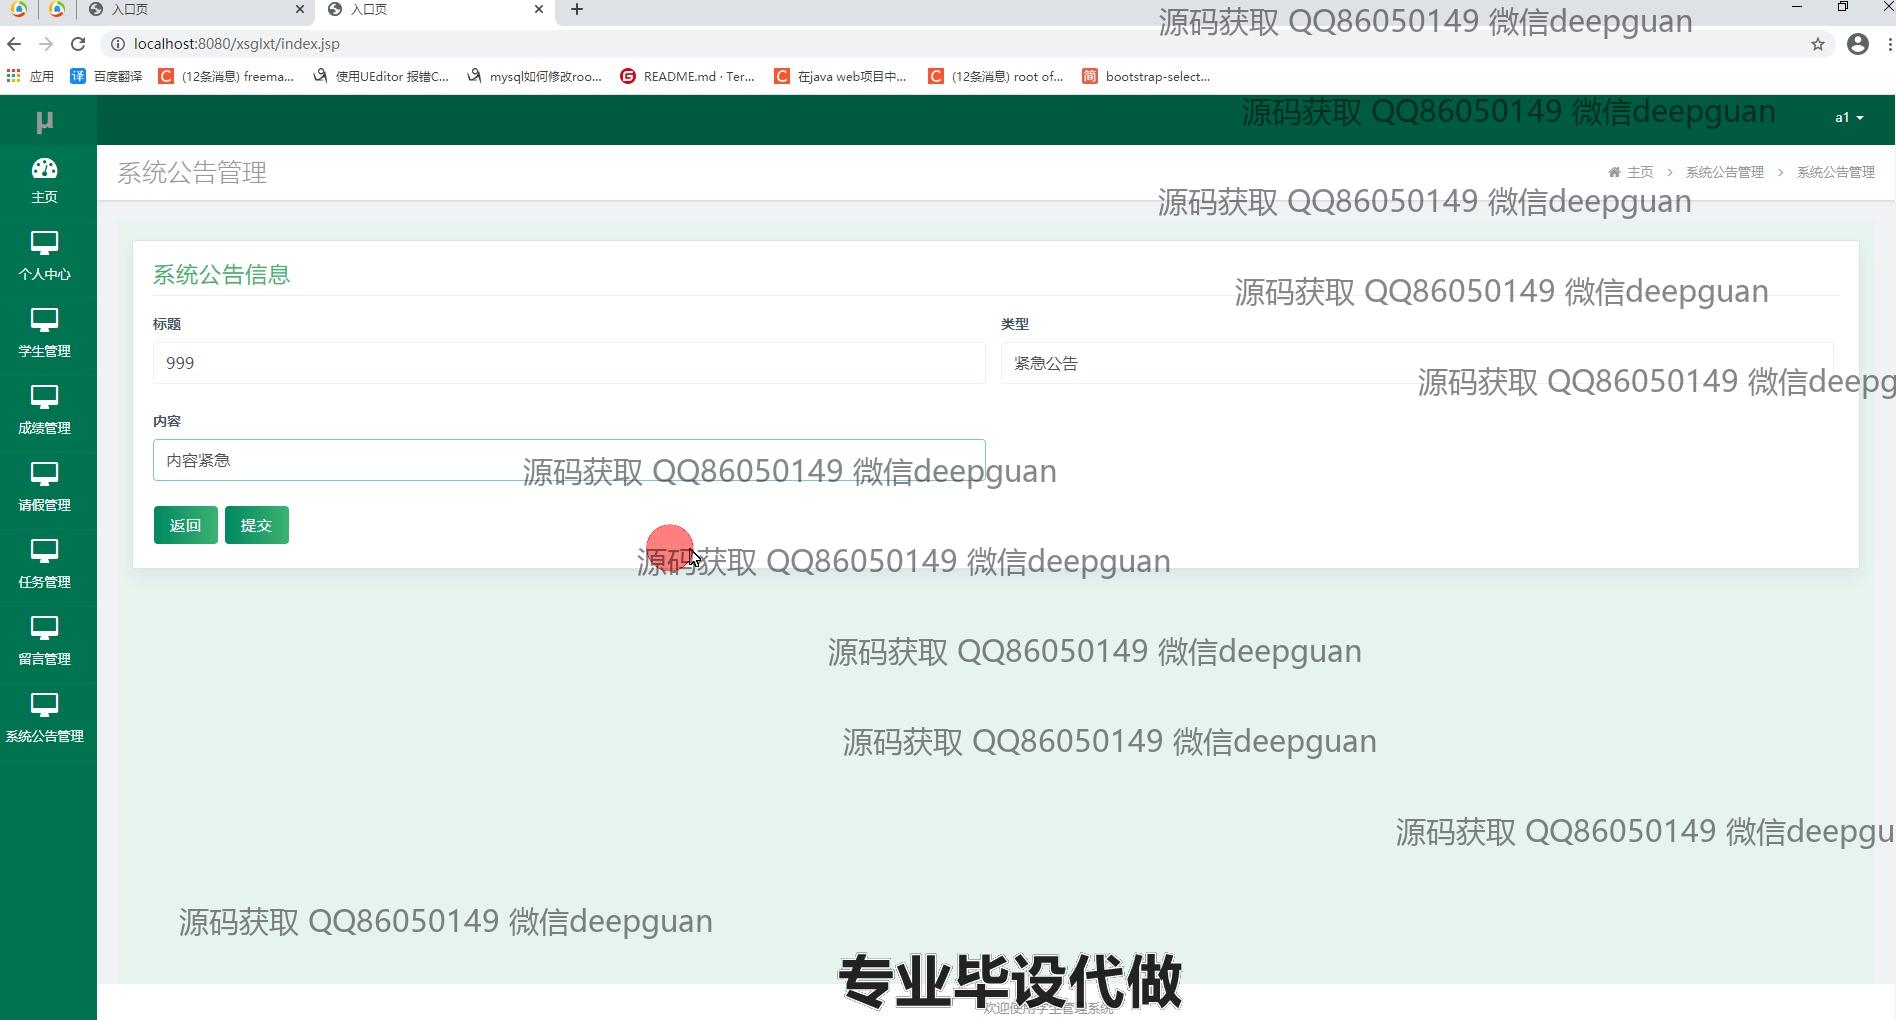 入口页
入口页
源码获取 QQ86050149 微信deepguan
localhost:8080/xsglxt/index.jsp
应用 百度翻译 (12条消息) freema... 使用UEditor 报错C... mysql如何修改roo... README.md · Ter... 在java web项目中... (12条消息) root of... bootstrap-select...
μ
源码获取 QQ86050149 微信deepguan
a1
主页
系统公告管理
主页 > 系统公告管理 > 系统公告管理
源码获取 QQ86050149 微信deepguan
个人中心
系统公告信息
源码获取 QQ86050149 微信deepguan
标题
类型
学生管理
999
紧急公告
源码获取 QQ86050149 微信deepg
成绩管理
内容
内容紧急
源码获取 QQ86050149 微信deepguan
请假管理
返回
提交
源码获取 QQ86050149 微信deepguan
任务管理
源码获取 QQ86050149 微信deepguan
留言管理
系统公告管理
源码获取 QQ86050149 微信deepguan
源码获取 QQ86050149 微信deepgu
源码获取 QQ86050149 微信deepguan
专业毕设代做
欢迎使用学生管理系统